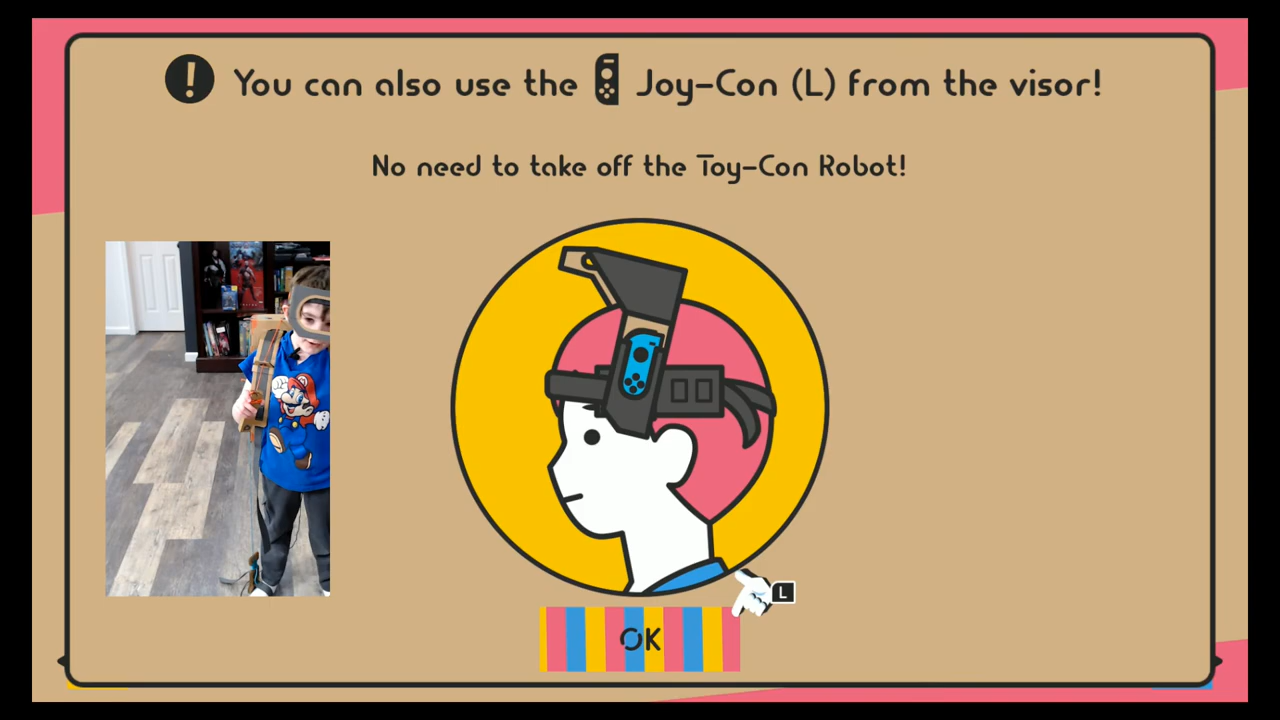 ! You can also use the Joy-Con (L) from the visor!
No need to take off the Toy-Con Robot!
L
OK